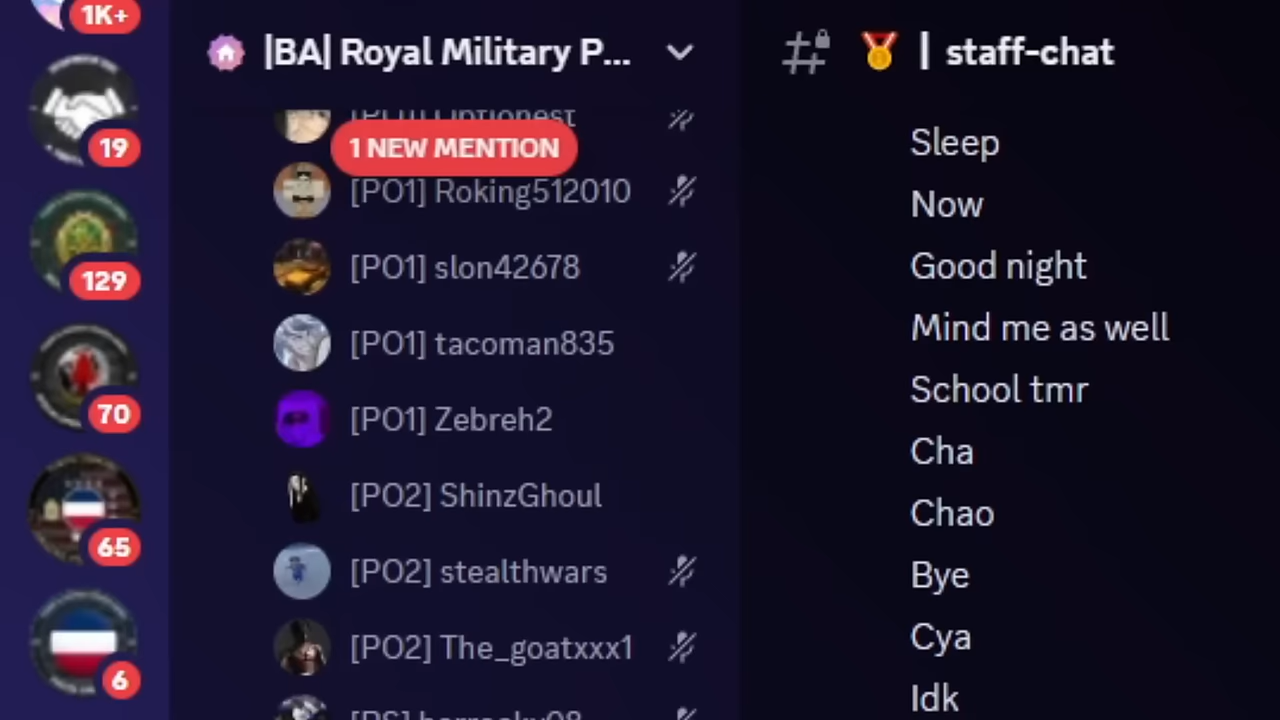 1K+
19
129
70
65
6
|BA| Royal Military P...
1 NEW MENTION
[PO1] Roking512010
[PO1] slon42678
[PO1] tacoman835
[PO1] Zebreh2
[PO2] ShinzGhoul
[PO2] stealthwars
[PO2] The_goatxxx1
| staff-chat
Sleep
Now
Good night
Mind me as well
School tmr
Cha
Chao
Bye
Cya
Idk